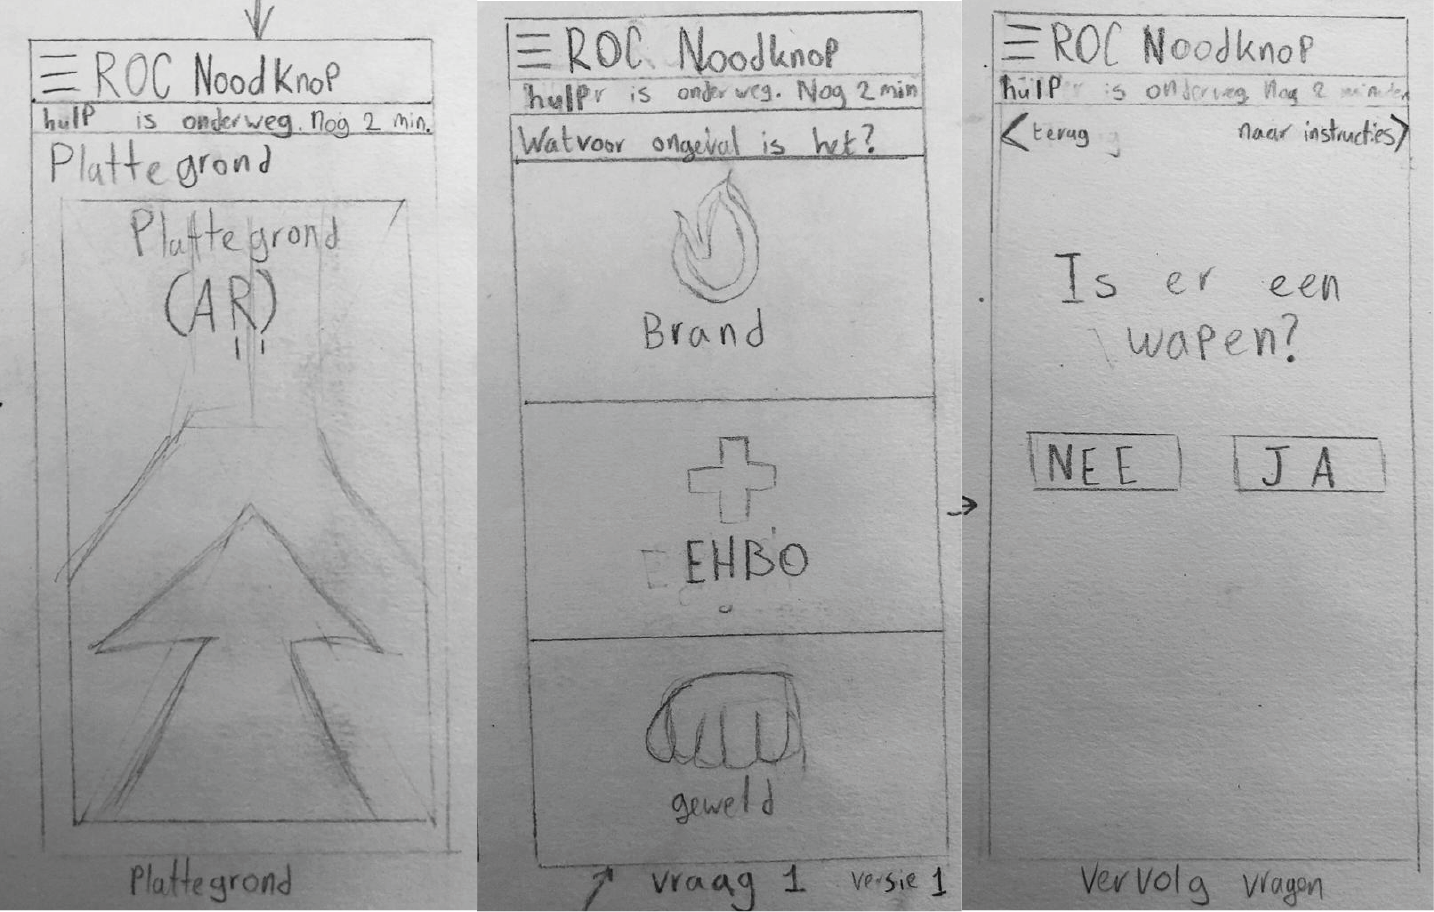 ROC Noodknop
hulp is onderweg. nog 2 min.
Plattegrond
Plattegrond
(AR)
Plattegrond
ROC Noodknop
hulp is onderweg. Nog 2 min
Wat voor ongeval is het?
Brand
EHBO
geweld
vraag 1 versie 1
ROC Noodknop
hulp is onderweg. Nog 2 minuten
< terug naar instructies >
Is er een
wapen?
NEE JA
Vervolg vragen